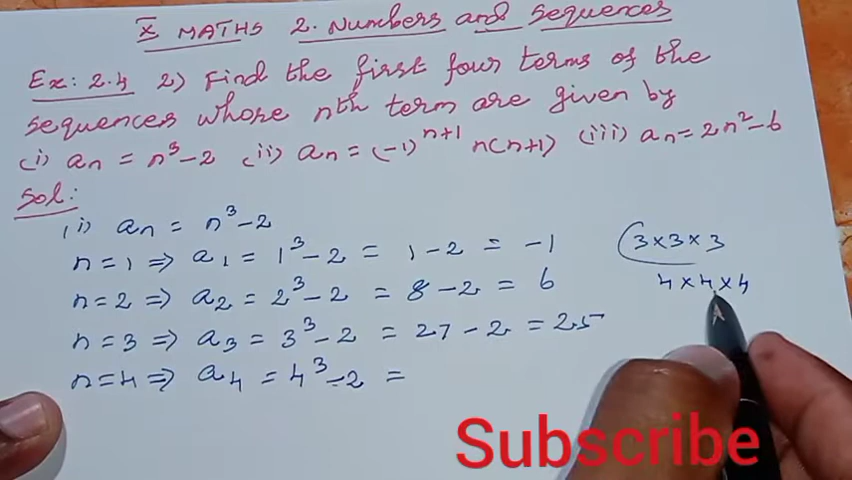 X MATHS 2. Numbers and Sequences
Ex: 2.4 2) Find the first four terms of the
sequences whose nth term are given by
(i) aₙ = n³-2 (ii) aₙ = (-1)ⁿ⁺¹ n(n+1) (iii) aₙ = 2n²-6
Sol:
(i) aₙ = n³-2
n=1 ⇒ a₁ = 1³-2 = 1-2 = -1
n=2 ⇒ a₂ = 2³-2 = 8-2 = 6
n=3 ⇒ a₃ = 3³-2 = 27-2 = 25
n=4 ⇒ a₄ = 4³-2 =
3×3×3
4×4×4
Subscribe